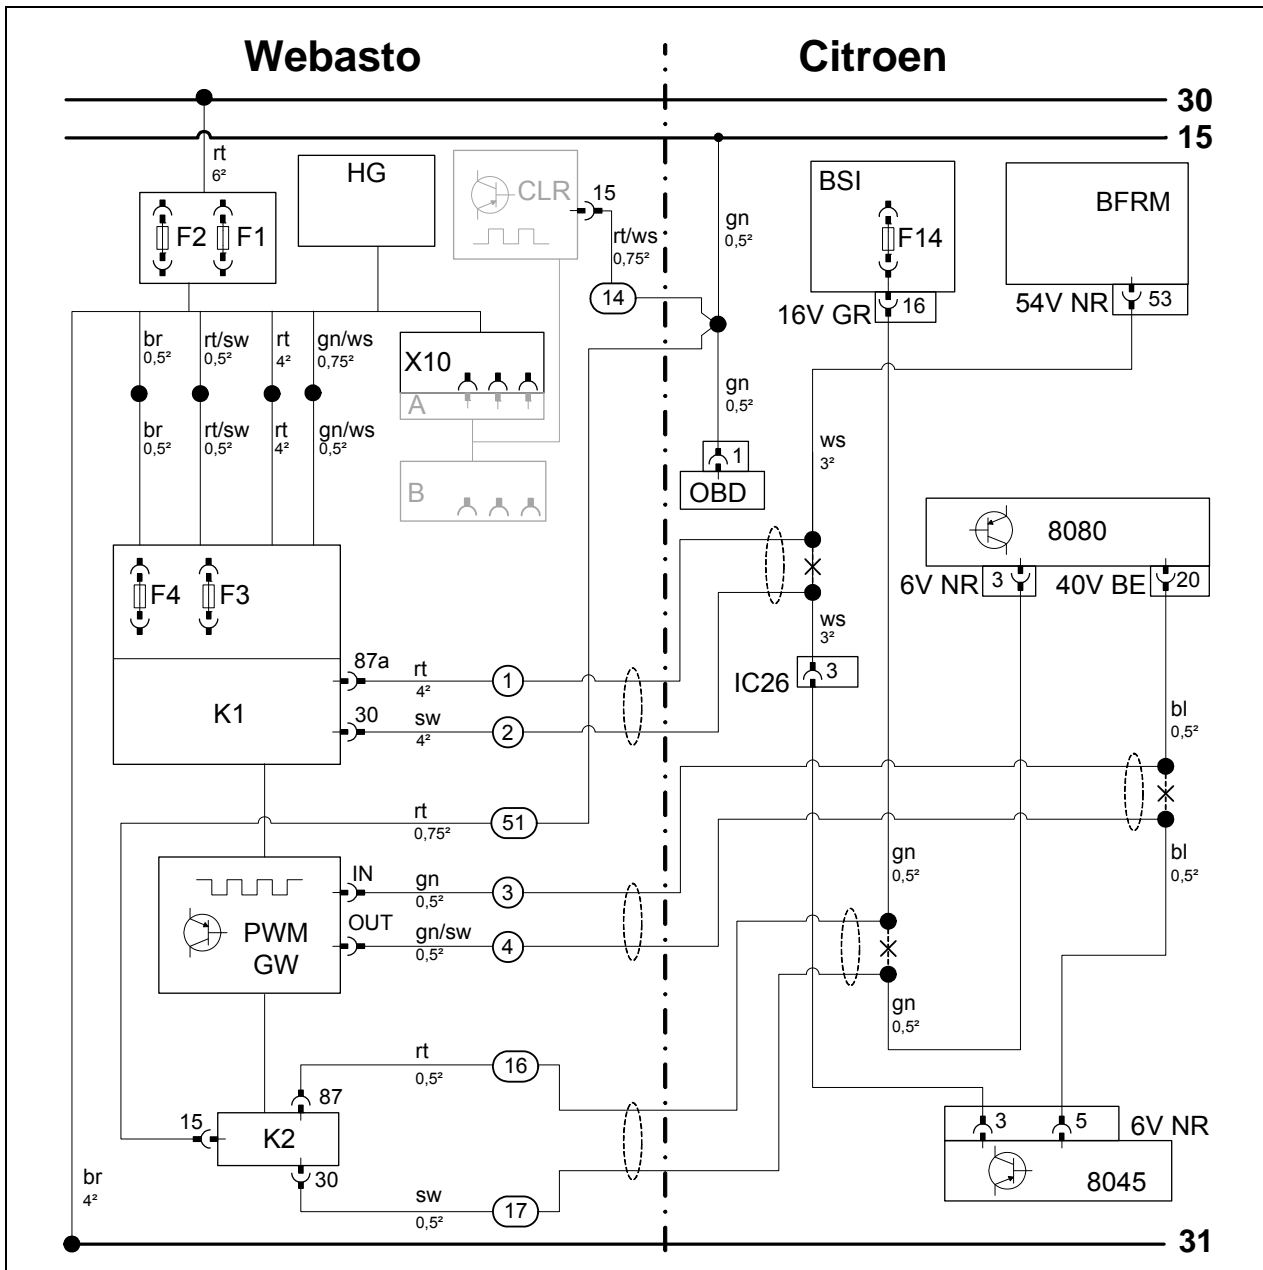 Webasto
Citroen
30
15
rt
6²
HG
CLR
15
rt/ws
0,75²
14
gn
0,5²
BSI
F14
16V GR
16
BFRM
54V NR
53
F2
F1
br
0,5²
rt/sw
0,5²
rt
4²
gn/ws
0,75²
X10
A
B
gn
0,5²
1
OBD
ws
3²
br
0,5²
rt/sw
0,5²
rt
4²
gn/ws
0,5²
8080
6V NR
3
40V BE
20
F4
F3
K1
87a
rt
4²
1
30
sw
4²
2
ws
3²
IC26
3
bl
0,5²
rt
0,75²
51
bl
0,5²
gn
0,5²
PWM
GW
IN
gn
0,5²
3
OUT
gn/sw
0,5²
4
gn
0,5²
rt
0,5²
16
87
15
K2
30
sw
0,5²
17
3
5
6V NR
8045
br
4²
31